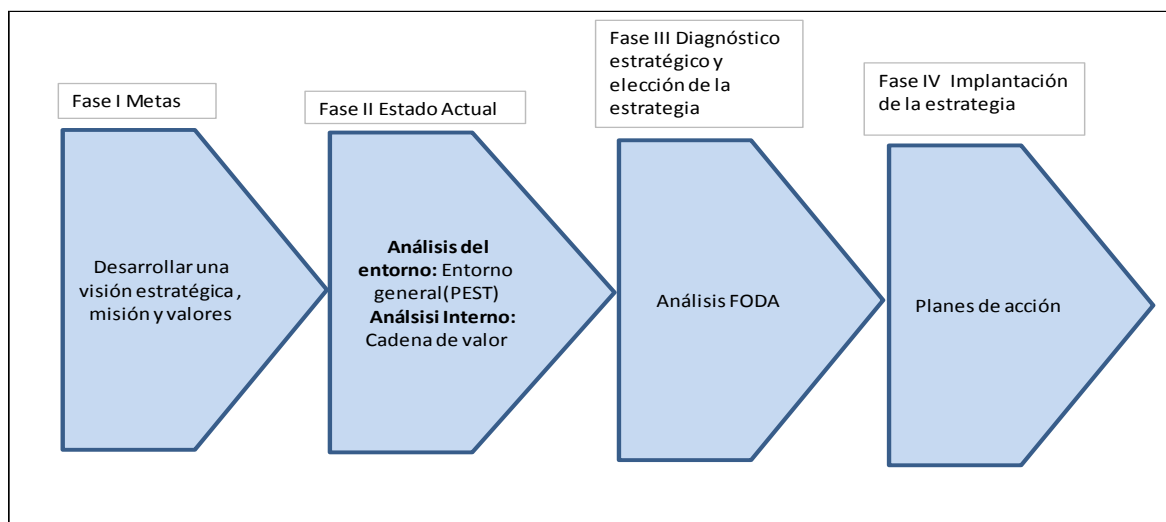 Fase I Metas
Desarrollar una
visión estratégica ,
misión y valores
Fase II Estado Actual
Análisis del
entorno: Entorno
general(PEST)
Análsisi Interno:
Cadena de valor
Fase III Diagnóstico
estratégico y
elección de la
estrategia
Análisis FODA
Fase IV  Implantación
de la estrategia
Planes de acción